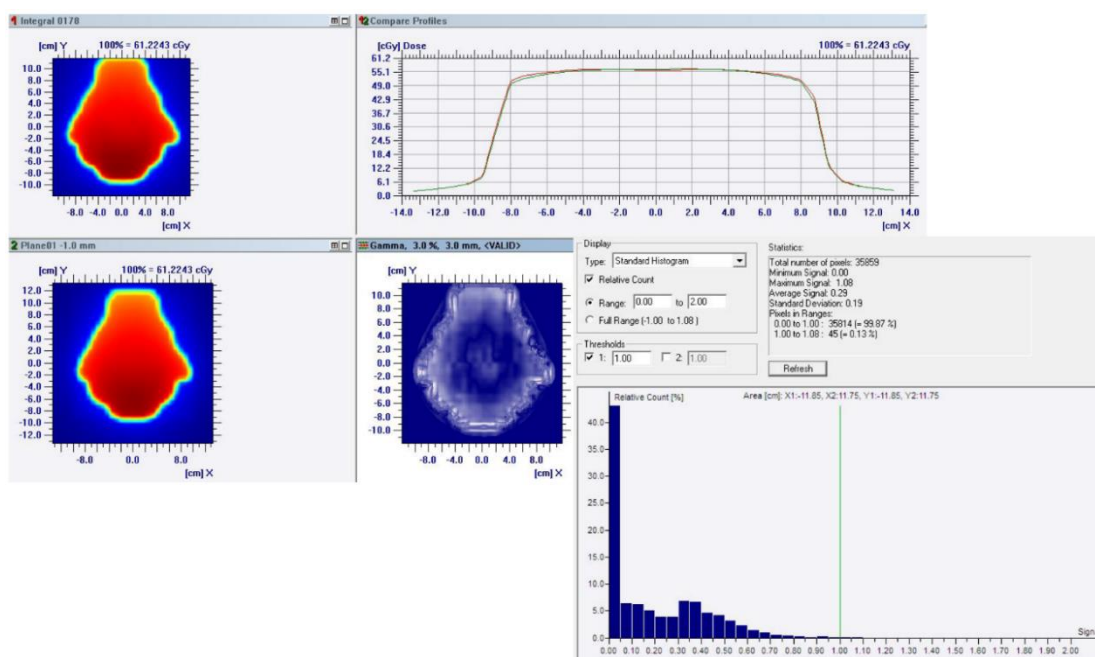 1 Integral 0178
[cm] Y 100% = 61.2243 cGy
12.0
10.0
8.0
6.0
4.0
2.0
0.0
-2.0
-4.0
-6.0
-8.0
-10.0
-8.0 -4.0 0.0 4.0 8.0
[cm] X
12 Compare Profiles
[cGy] Dose 100% = 61.2243 cGy
61.2
55.1
49.0
42.9
36.7
30.6
24.5
18.4
12.2
6.1
0.0
-14.0 -12.0 -10.0 -8.0 -6.0 -4.0 -2.0 0.0 2.0 4.0 6.0 8.0 10.0 12.0 14.0
[cm] X
2 Plane01 -1.0 mm
[cm] Y 100% = 61.2243 cGy
12.0
10.0
8.0
6.0
4.0
2.0
0.0
-2.0
-4.0
-6.0
-8.0
-10.0
-12.0
-8.0 0.0 8.0
[cm] X
Gamma, 3.0 %, 3.0 mm, <VALID>
[cm] Y
12.0
10.0
8.0
6.0
4.0
2.0
0.0
-2.0
-4.0
-6.0
-8.0
-10.0
-8.0 -4.0 0.0 4.0 8.0
[cm] X
Display
Type: Standard Histogram
Relative Count
Range: 0.00 to 2.00
Full Range (-1.00 to 1.08 )
Thresholds
1: 1.00 2: 1.00
Statistics:
Total number of pixels: 35859
Minimum Signal: 0.00
Maximum Signal: 1.08
Average Signal: 0.29
Standard Deviation: 0.19
Pixels in Ranges:
0.00 to 1.00 : 35814 (= 99.87 %)
1.00 to 1.08 : 45 (= 0.13 %)
Refresh
Relative Count [%] Area [cm]: X1:-11.85, X2:11.75, Y1:-11.85, Y2:11.75
40.0
35.0
30.0
25.0
20.0
15.0
10.0
5.0
0.0
Signa
0.00 0.10 0.20 0.30 0.40 0.50 0.60 0.70 0.80 0.90 1.00 1.10 1.20 1.30 1.40 1.50 1.60 1.70 1.80 1.90 2.00